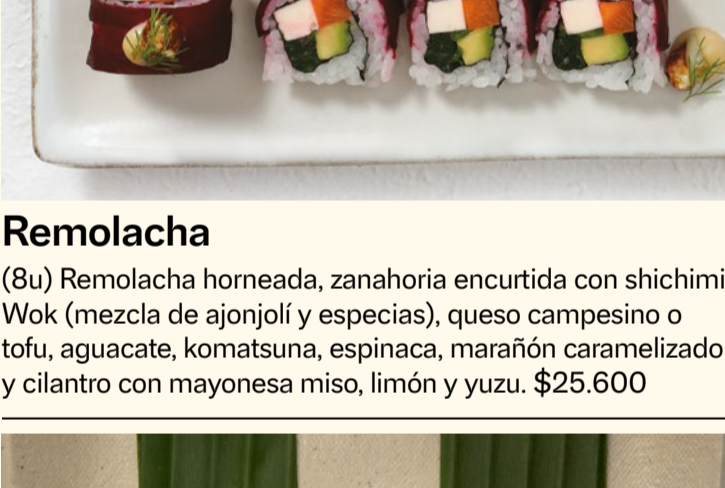 Remolacha
(8u) Remolacha horneada, zanahoria encurtida con shichimi
Wok (mezcla de ajonjolí y especias), queso campesino o
tofu, aguacate, komatsuna, espinaca, marañón caramelizado
y cilantro con mayonesa miso, limón y yuzu. $25.600